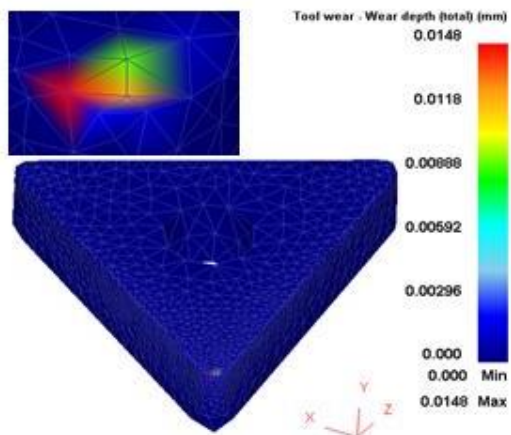 Tool wear - Wear depth (total) (mm)
0.0148
0.0118
0.00888
0.00592
0.00296
0.000
0.000 Min
0.0148 Max
Y
X Z